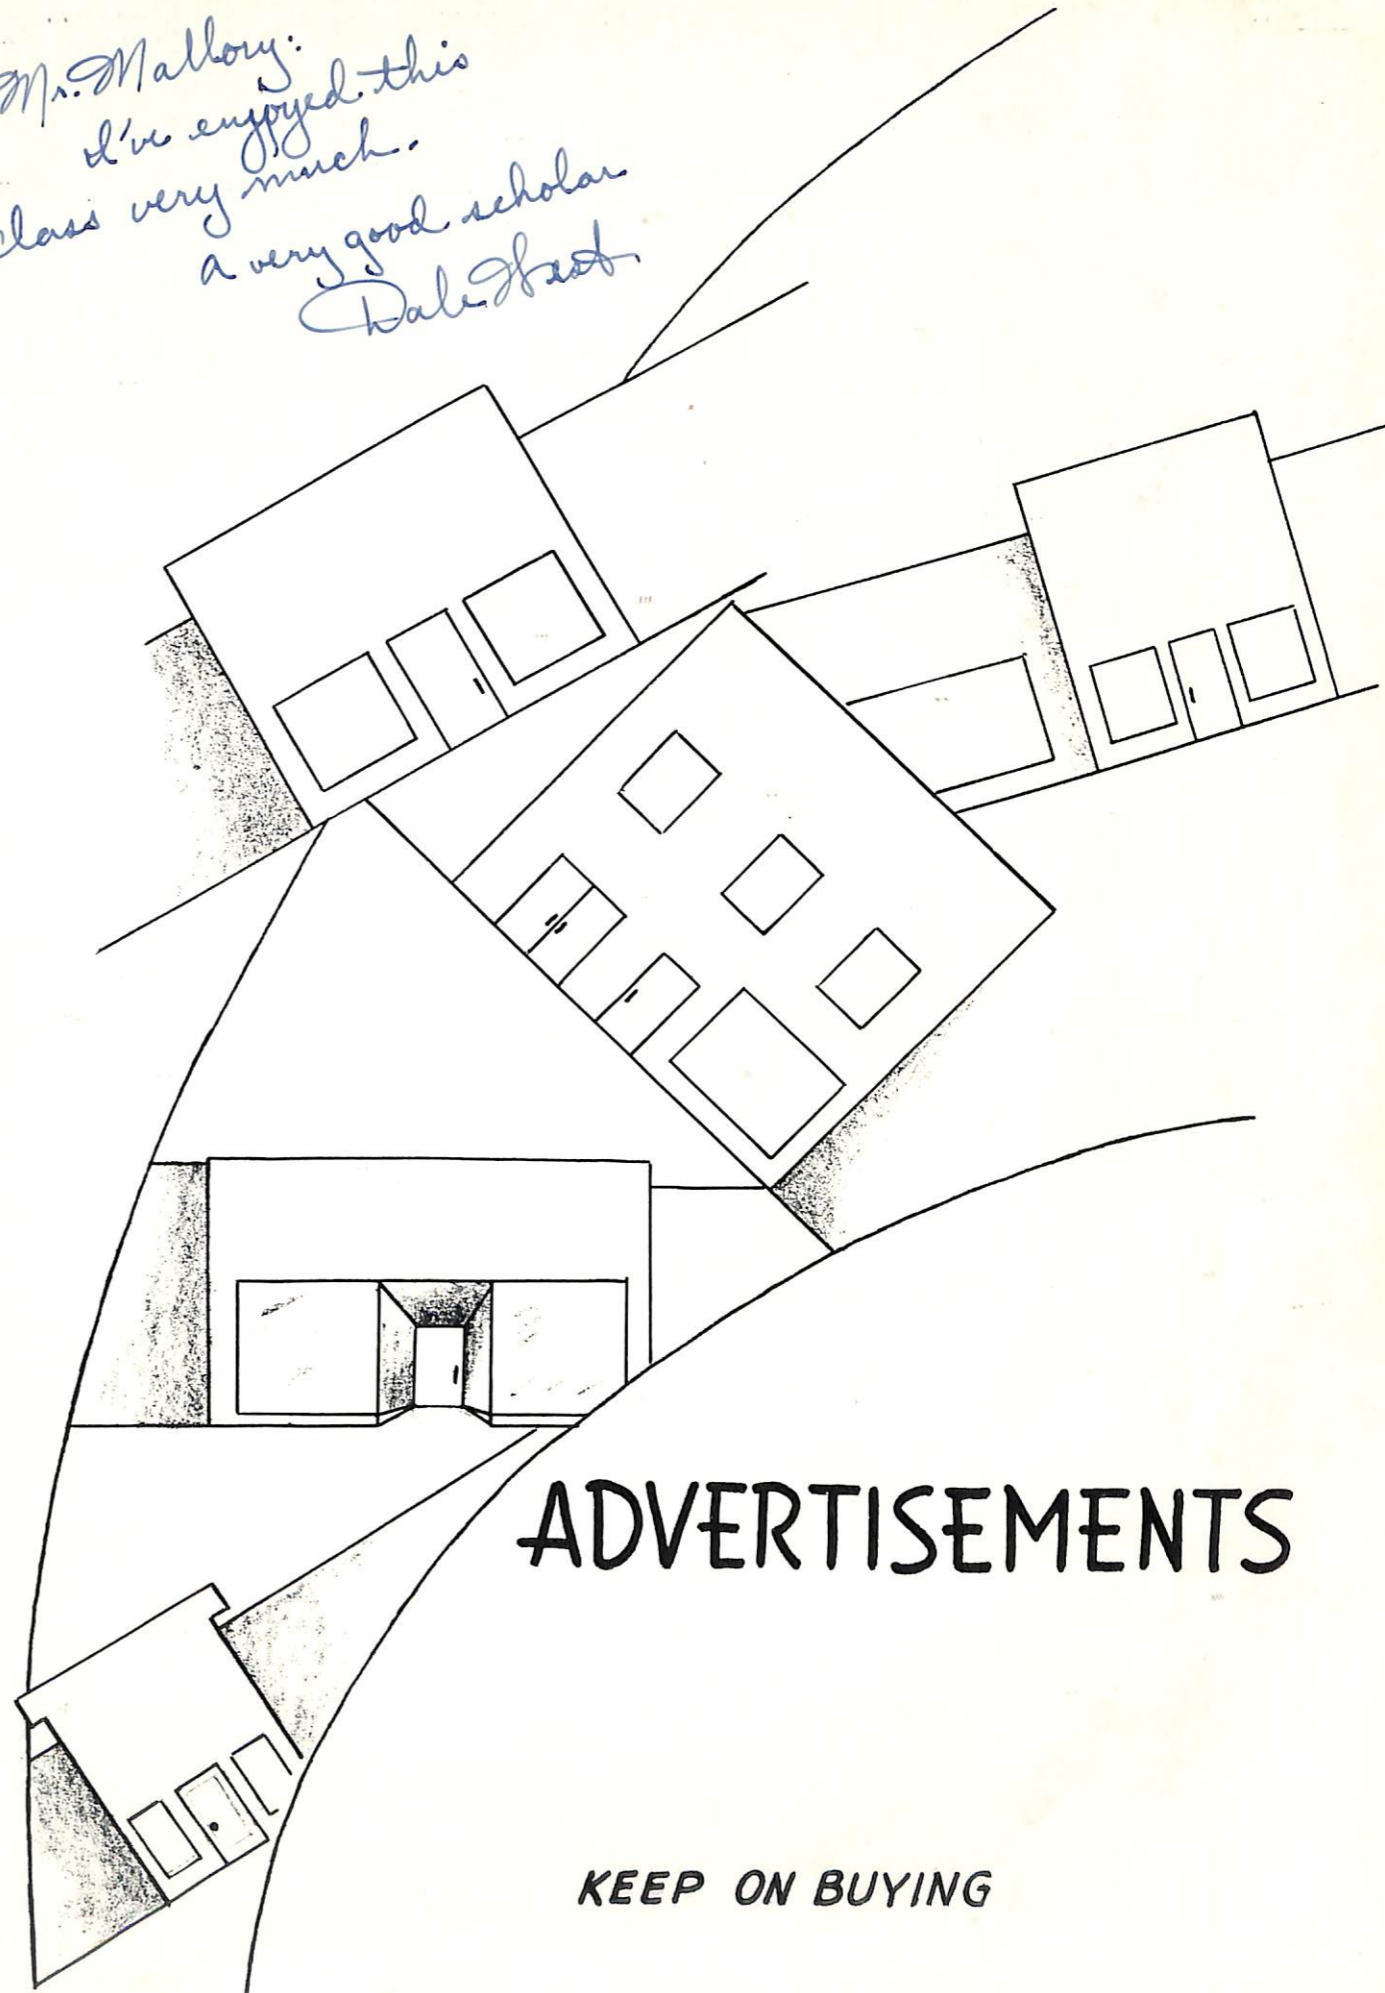 Mr. Mallory:
I've enjoyed this
class very much.
a very good scholar
Dale
ADVERTISEMENTS
KEEP ON BUYING